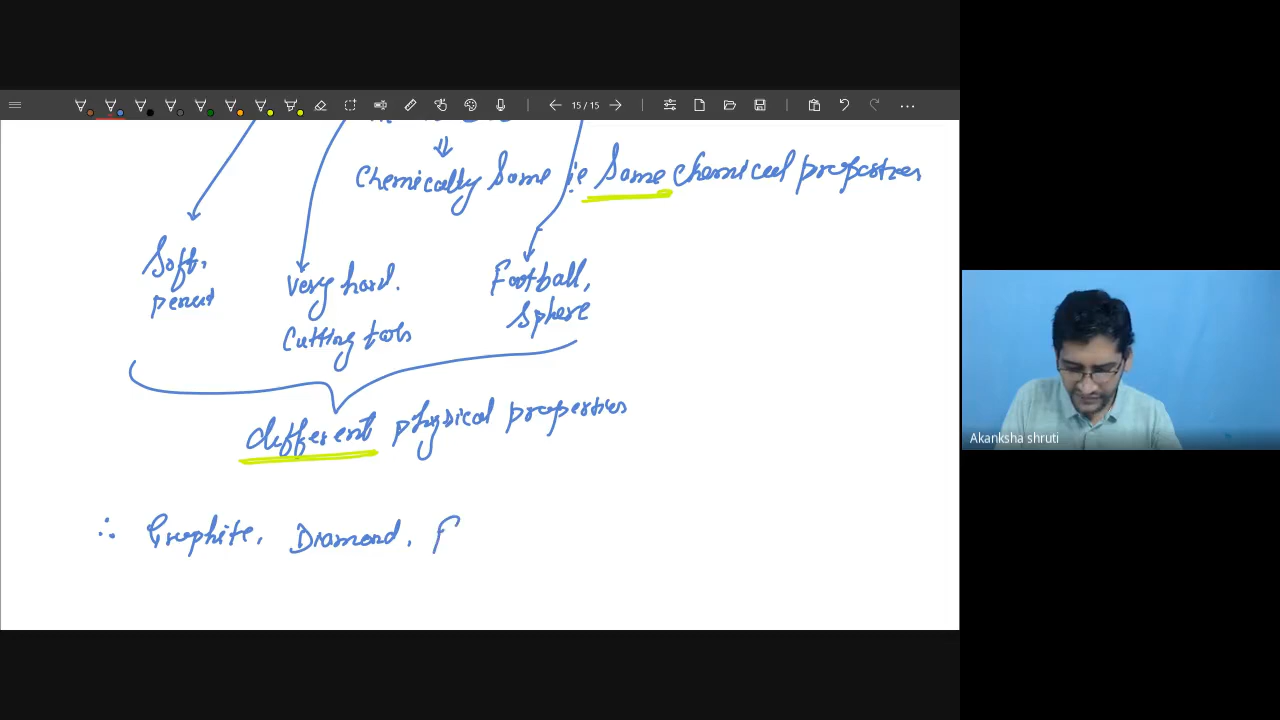 15 / 15
Chemically Same ie Same Chemical properties
Soft,
pencil
Very hard.
Cutting tools
Football,
Sphere
different physical properties
∴ Graphite, Diamond, F
Akanksha shruti